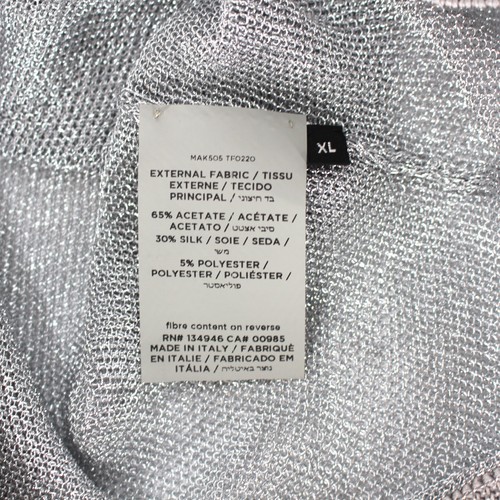 XL
MAK505 TF0220
EXTERNAL FABRIC / TISSU
EXTERNE / TECIDO
PRINCIPAL / בד חיצוני
65% ACETATE / ACÉTATE /
ACETATO / סיבי אצטט
30% SILK / SOIE / SEDA /
משי
5% POLYESTER /
POLYESTER / POLIÉSTER /
פוליאסטר
fibre content on reverse
RN# 134946 CA# 00985
MADE IN ITALY / FABRIQUÉ
EN ITALIE / FABRICADO EM
ITÁLIA / נוצר באיטליה